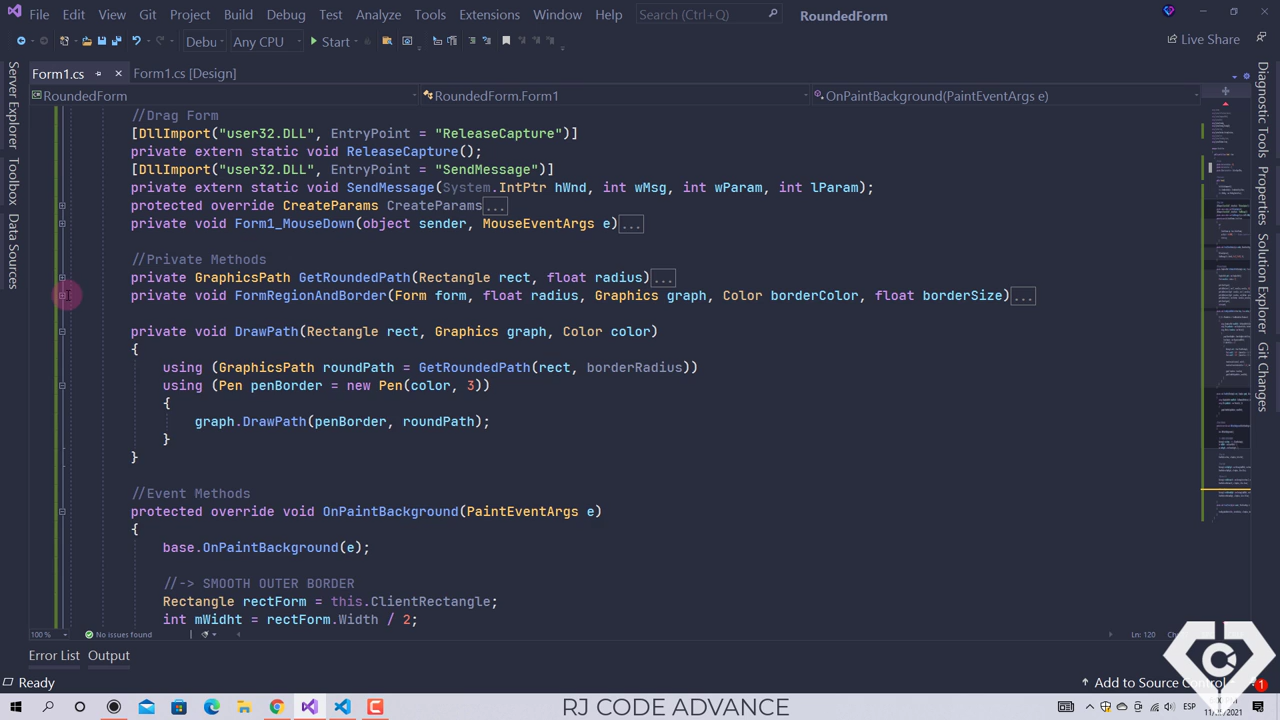 File Edit View Git Project Build Debug Test Analyze Tools Extensions Window Help Search (Ctrl+Q) RoundedForm
Debu Any CPU Start Live Share
Form1.cs Form1.cs [Design]
RoundedForm RoundedForm.Form1 OnPaintBackground(PaintEventArgs e)
//Drag Form
[DllImport("user32.DLL", EntryPoint = "ReleaseCapture")]
private extern static void ReleaseCapture();
[DllImport("user32.DLL", EntryPoint = "SendMessage")]
private extern static void SendMessage(System.IntPtr hWnd, int wMsg, int wParam, int lParam);
protected override CreateParams CreateParams...
private void Form1_MouseDown(object sender, MouseEventArgs e)...
//Private Methods
private GraphicsPath GetRoundedPath(Rectangle rect, float radius)...
private void FormRegionAndBorder(Form form, float radius, Graphics graph, Color borderColor, float borderSize)...
private void DrawPath(Rectangle rect, Graphics graph, Color color)
{
using (GraphicsPath roundPath = GetRoundedPath(rect, borderRadius))
using (Pen penBorder = new Pen(color, 3))
{
graph.DrawPath(penBorder, roundPath);
}
}
//Event Methods
protected override void OnPaintBackground(PaintEventArgs e)
{
base.OnPaintBackground(e);
//-> SMOOTH OUTER BORDER
Rectangle rectForm = this.ClientRectangle;
int mWidht = rectForm.Width / 2;
100 % No issues found Ln: 120
Error List Output
Ready Add to Source Control 1
RJ CODE ADVANCE
ESP
Server Explorer
Toolbox
Data Sources
Diagnostic Tools
Properties
Solution Explorer
Git Changes